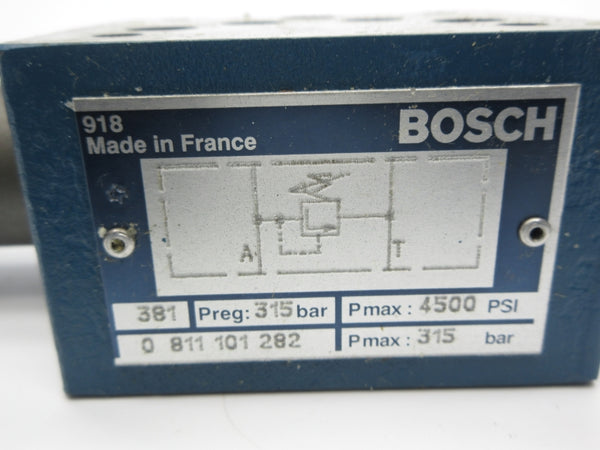 918
Made in France
BOSCH
A T
381 Preg: 315 bar Pmax: 4500 PSI
0 811 101 282 Pmax: 315 bar